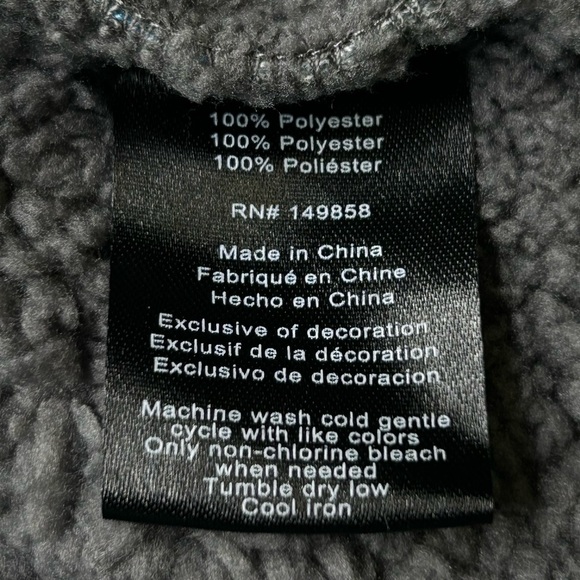 100% Polyester
100% Polyester
100% Poliéster
RN# 149858
Made in China
Fabriqué en Chine
Hecho en China
Exclusive of decoration
Exclusif de la décoration
Exclusivo de decoracion
Machine wash cold gentle
cycle with like colors
Only non-chlorine bleach
when needed
Tumble dry low
Cool iron